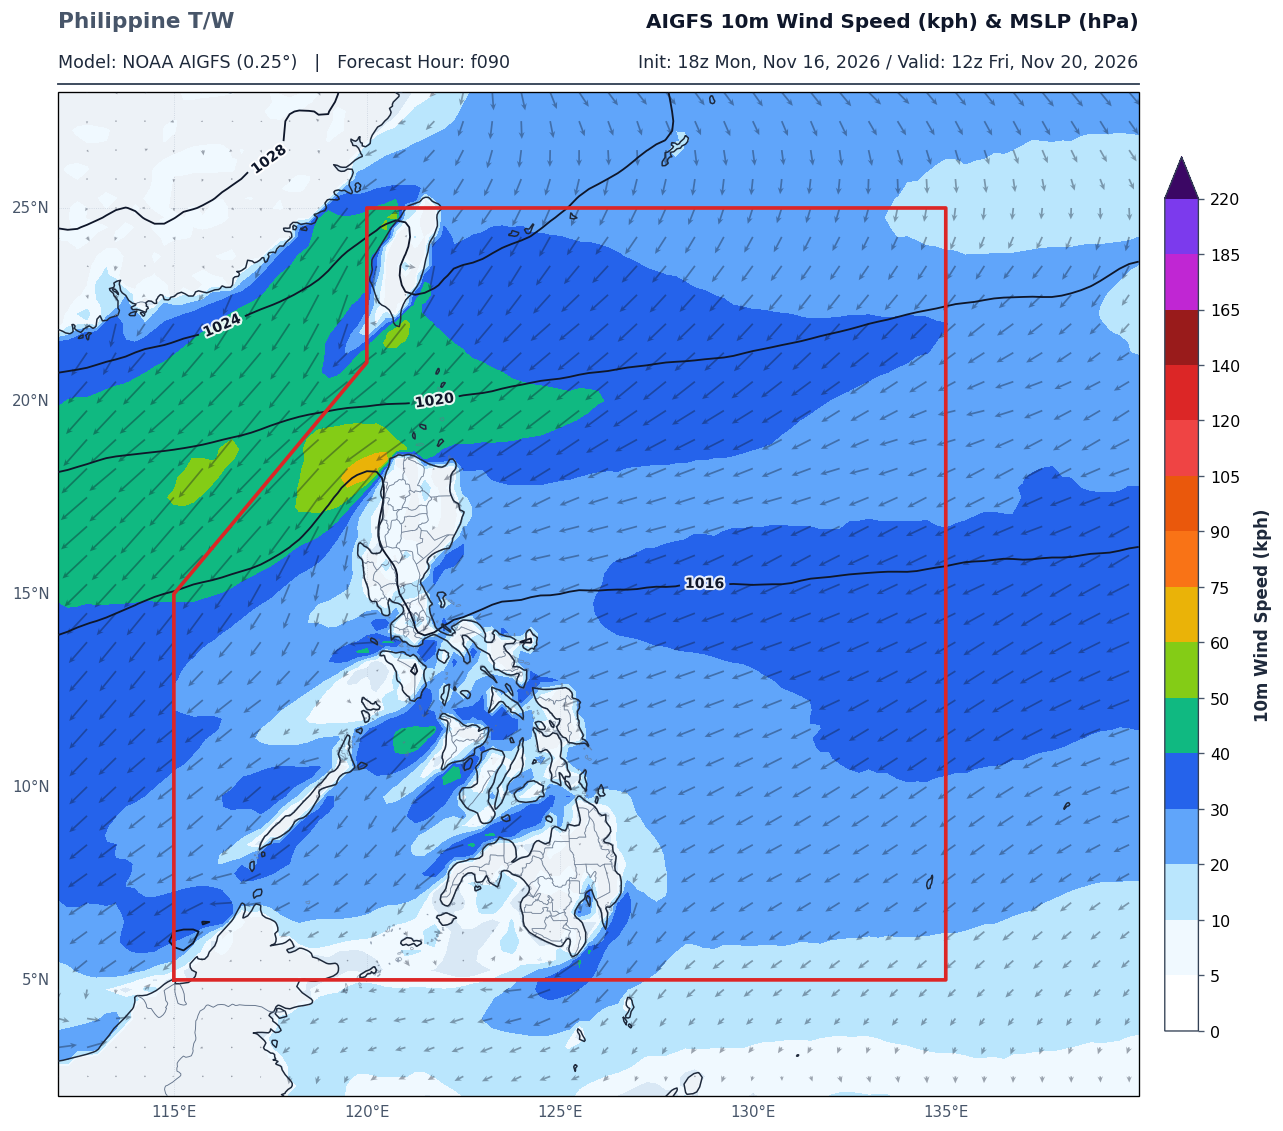 Philippine T/W
AIGFS 10m Wind Speed (kph) & MSLP (hPa)
Model: NOAA AIGFS (0.25°) | Forecast Hour: f090
Init: 18z Mon, Nov 16, 2026 / Valid: 12z Fri, Nov 20, 2026
1028
1024
1020
1016
25°N
20°N
15°N
10°N
5°N
115°E
120°E
125°E
130°E
135°E
220
185
165
140
120
105
90
75
60
50
40
30
20
10
5
0
10m Wind Speed (kph)